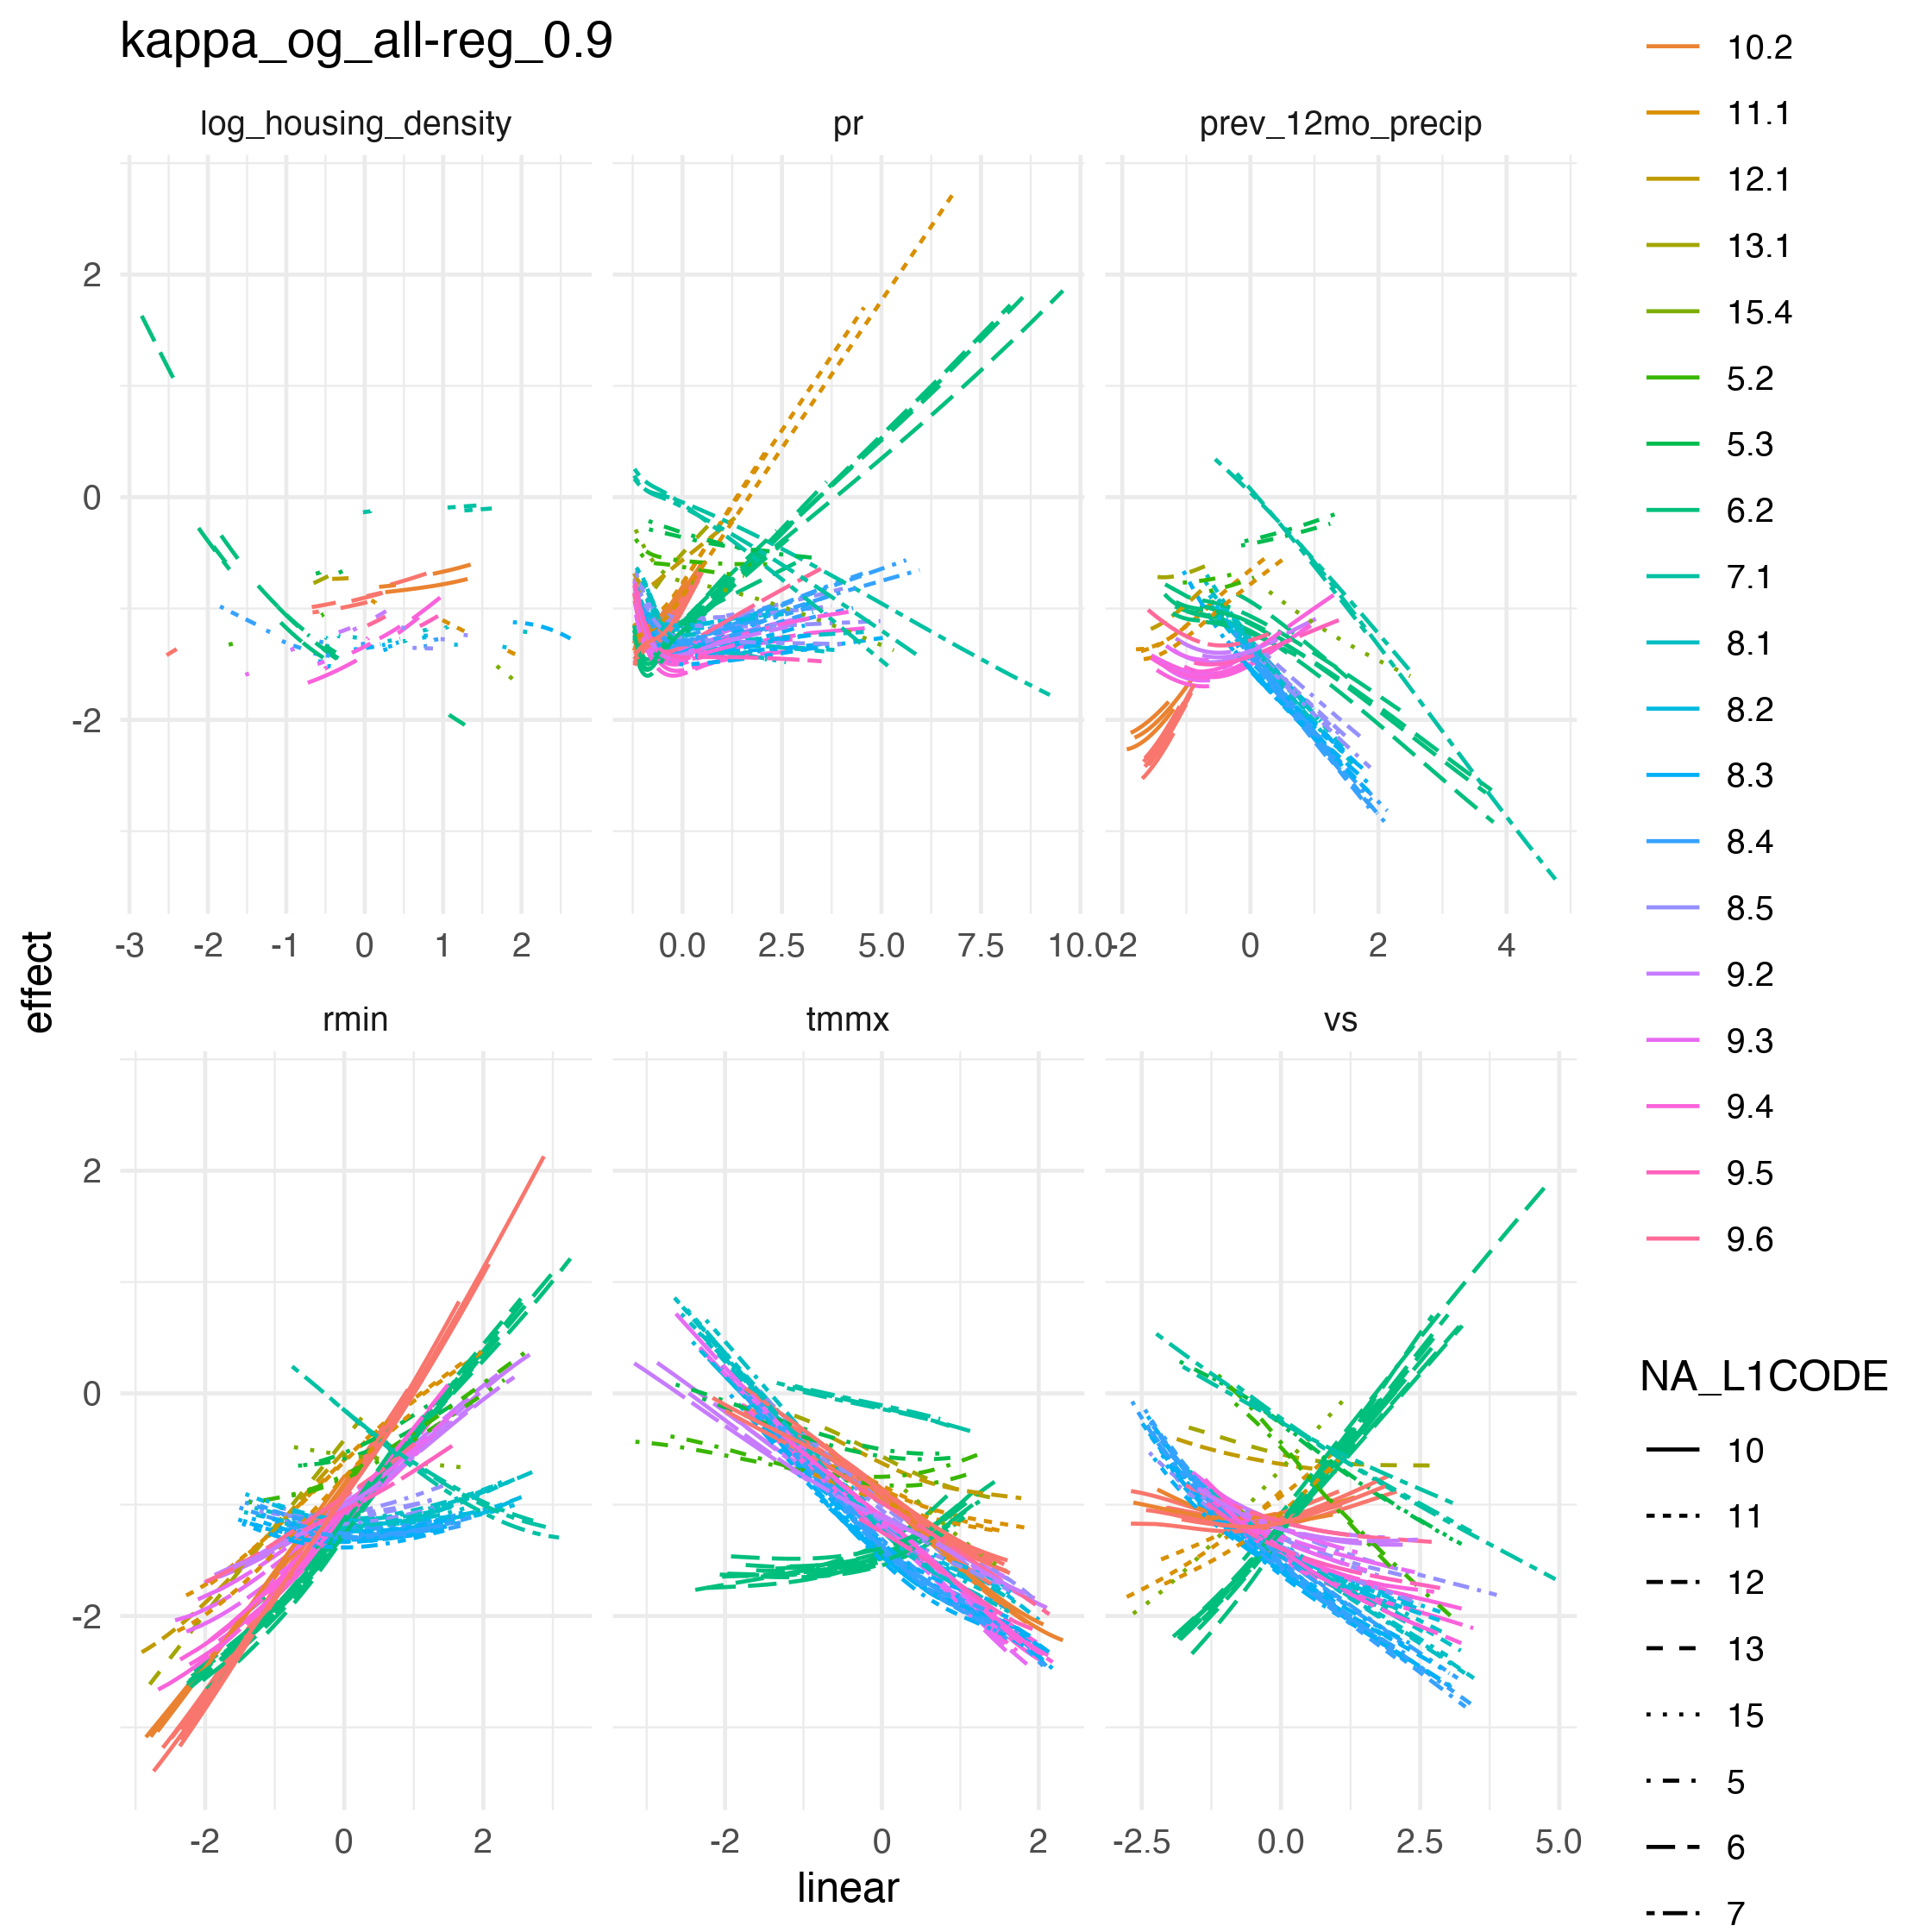 kappa_og_all-reg_0.9
log_housing_density
pr
prev_12mo_precip
2
0
-2
-3 -2 -1 0 1 2
0.0 2.5 5.0 7.5 10.0
-2 0 2 4
effect
rmin
tmmx
vs
2
0
-2
-2 0 2
-2 0 2
-2.5 0.0 2.5 5.0
linear
10.2
11.1
12.1
13.1
15.4
5.2
5.3
6.2
7.1
8.1
8.2
8.3
8.4
8.5
9.2
9.3
9.4
9.5
9.6
NA_L1CODE
10
11
12
13
15
5
6
7